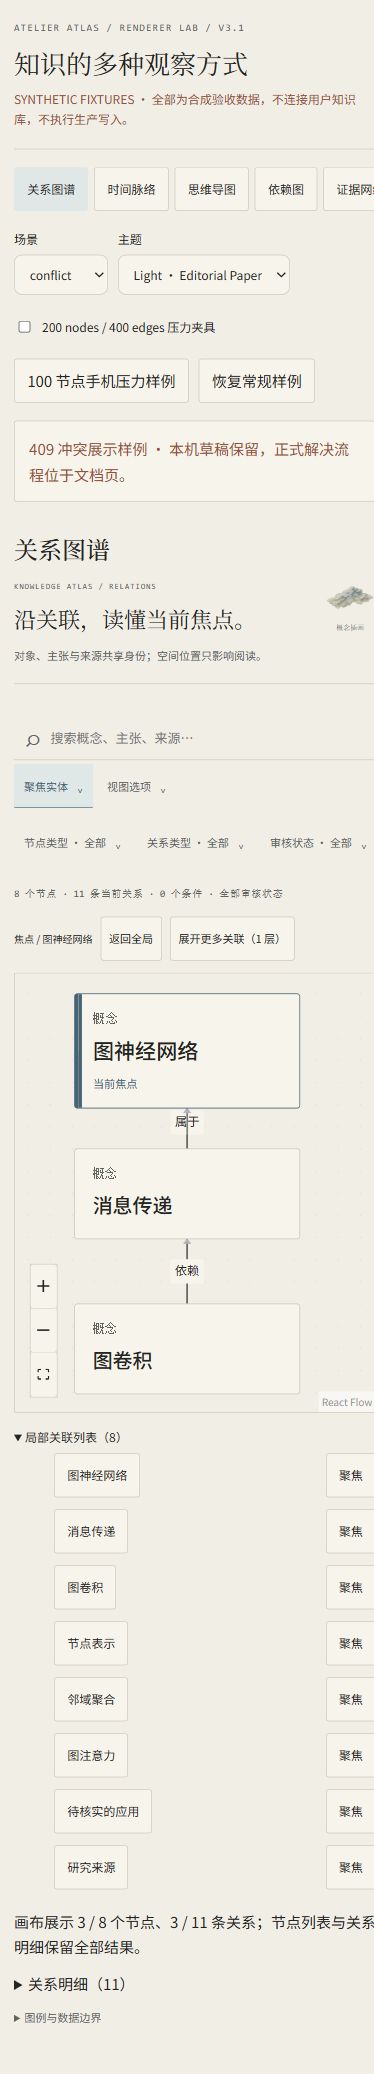 ATELIER ATLAS / RENDERER LAB / V3.1
知识的多种观察方式
SYNTHETIC FIXTURES · 全部为合成验收数据，不连接用户知识
库，不执行生产写入。
关系图谱 时间脉络 思维导图 依赖图 证据网
场景 主题
conflict Light · Editorial Paper
200 nodes / 400 edges 压力夹具
100 节点手机压力样例 恢复常规样例
409 冲突展示样例 · 本机草稿保留，正式解决流
程位于文档页。
关系图谱
KNOWLEDGE ATLAS / RELATIONS
沿关联，读懂当前焦点。
概念插画
对象、主张与来源共享身份；空间位置只影响阅读。
搜索概念、主张、来源…
聚焦实体 视图选项
节点类型 · 全部 关系类型 · 全部 审核状态 · 全部
8 个节点 · 11 条当前关系 · 0 个条件 · 全部审核状态
焦点 / 图神经网络 返回全局 展开更多关联（1 层）
概念
图神经网络
当前焦点
属于
概念
消息传递
依赖
概念
图卷积
React Flow
局部关联列表（8）
图神经网络 聚焦
消息传递 聚焦
图卷积 聚焦
节点表示 聚焦
邻域聚合 聚焦
图注意力 聚焦
待核实的应用 聚焦
研究来源 聚焦
画布展示 3 / 8 个节点、3 / 11 条关系；节点列表与关系
明细保留全部结果。
关系明细（11）
图例与数据边界